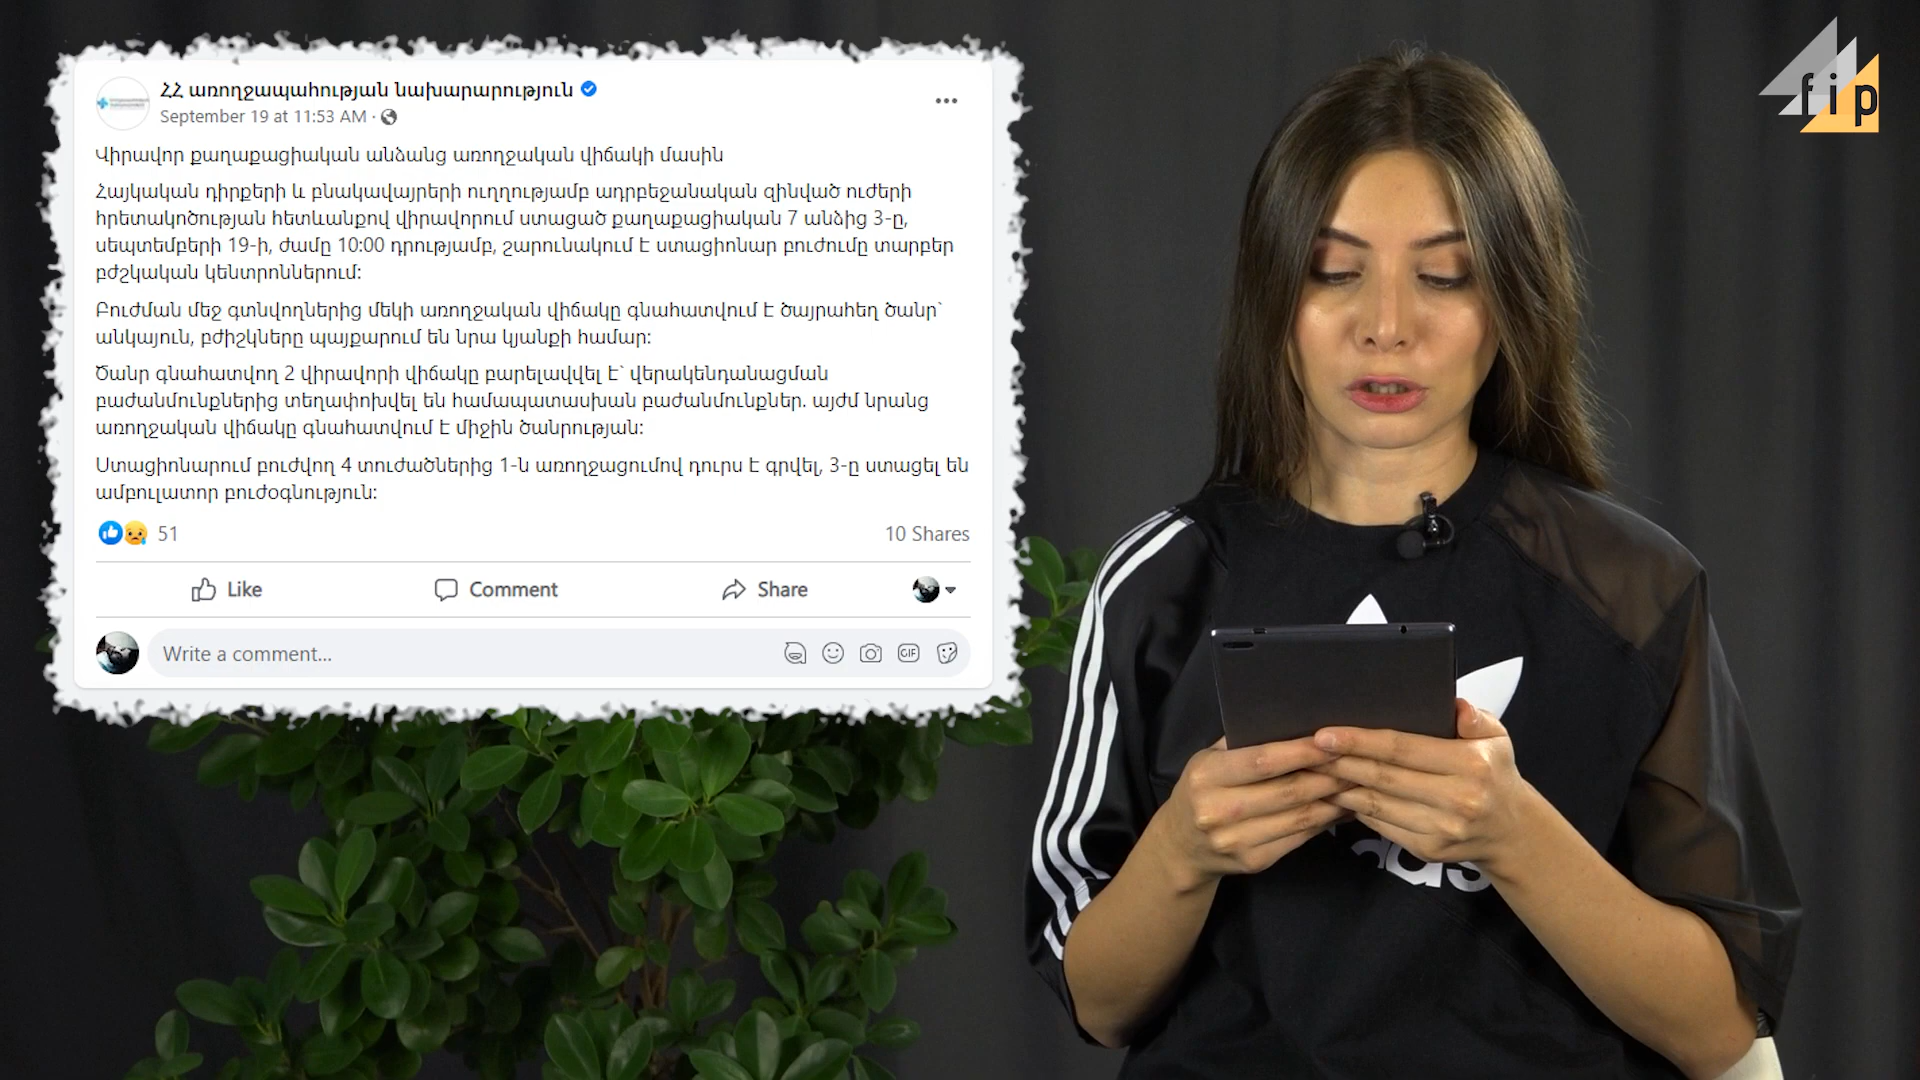 ՀՀ առողջապահության նախարարություն
September 19 at 11:53 AM ·
Վիրավոր քաղաքացիական անձանց առողջական վիճակի մասին
Հայկական դիրքերի և բնակավայրերի ուղղությամբ ադրբեջանական զինված ուժերի
հրետակոծության հետևանքով վիրավորում ստացած քաղաքացիական 7 անձից 3-ը,
սեպտեմբերի 19-ի, ժամը 10:00 դրությամբ, շարունակում է ստացիոնար բուժումը տարբեր
բժշկական կենտրոններում:
Բուժման մեջ գտնվողներից մեկի առողջական վիճակը գնահատվում է ծայրահեղ ծանր՝
անկայուն, բժիշկները պայքարում են նրա կյանքի համար:
Ծանր գնահատվող 2 վիրավորի վիճակը բարելավվել է՝ վերակենդանացման
բաժանմունքներից տեղափոխվել են համապատասխան բաժանմունքներ. այժմ նրանց
առողջական վիճակը գնահատվում է միջին ծանրության:
Ստացիոնարում բուժվող 4 տուժածներից 1-ն առողջացումով դուրս է գրվել, 3-ը ստացել են
ամբուլատոր բուժօգնություն:
51
10 Shares
Like
Comment
Share
Write a comment...
GIF
fip